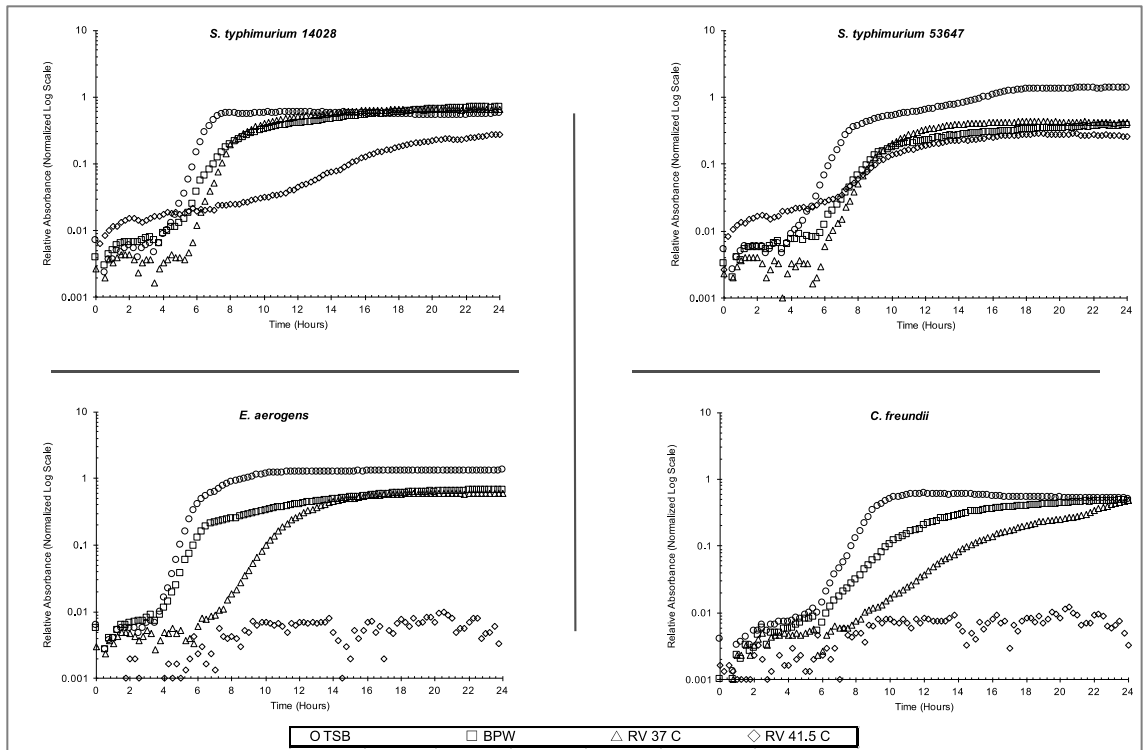 S. typhimurium 14028
Relative Absorbance (Normalized Log Scale)
10
1
0.1
0.01
0.001
0 2 4 6 8 10 12 14 16 18 20 22 24
Time (Hours)
S. typhimurium 53647
Relative Absorbance (Normalized Log Scale)
10
1
0.1
0.01
0.001
0 2 4 6 8 10 12 14 16 18 20 22 24
Time (Hours)
E. aerogens
Relative Absorbance (Normalized Log Scale)
10
1
0.1
0.01
0.001
0 2 4 6 8 10 12 14 16 18 20 22 24
Time (Hours)
C. freundii
Relative Absorbance (Normalized Log Scale)
10
1
0.1
0.01
0.001
0 2 4 6 8 10 12 14 16 18 20 22 24
Time (Hours)
TSB BPW RV 37 C RV 41.5 C